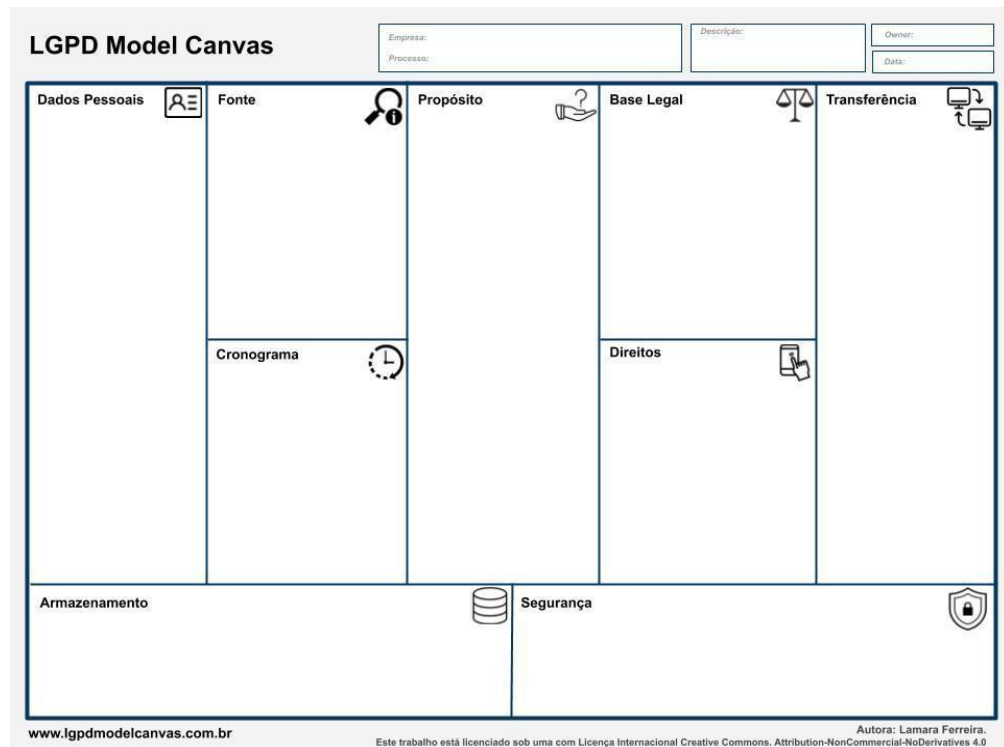 LGPD Model Canvas
Empresa:
Processo:
Descrição:
Owner:
Data:
Dados Pessoais
Fonte
Propósito
Base Legal
Transferência
Cronograma
Direitos
Armazenamento
Segurança
www.lgpdmodelcanvas.com.br
Autora: Lamara Ferreira.
Este trabalho está licenciado sob uma com Licença Internacional Creative Commons. Attribution-NonCommercial-NoDerivatives 4.0